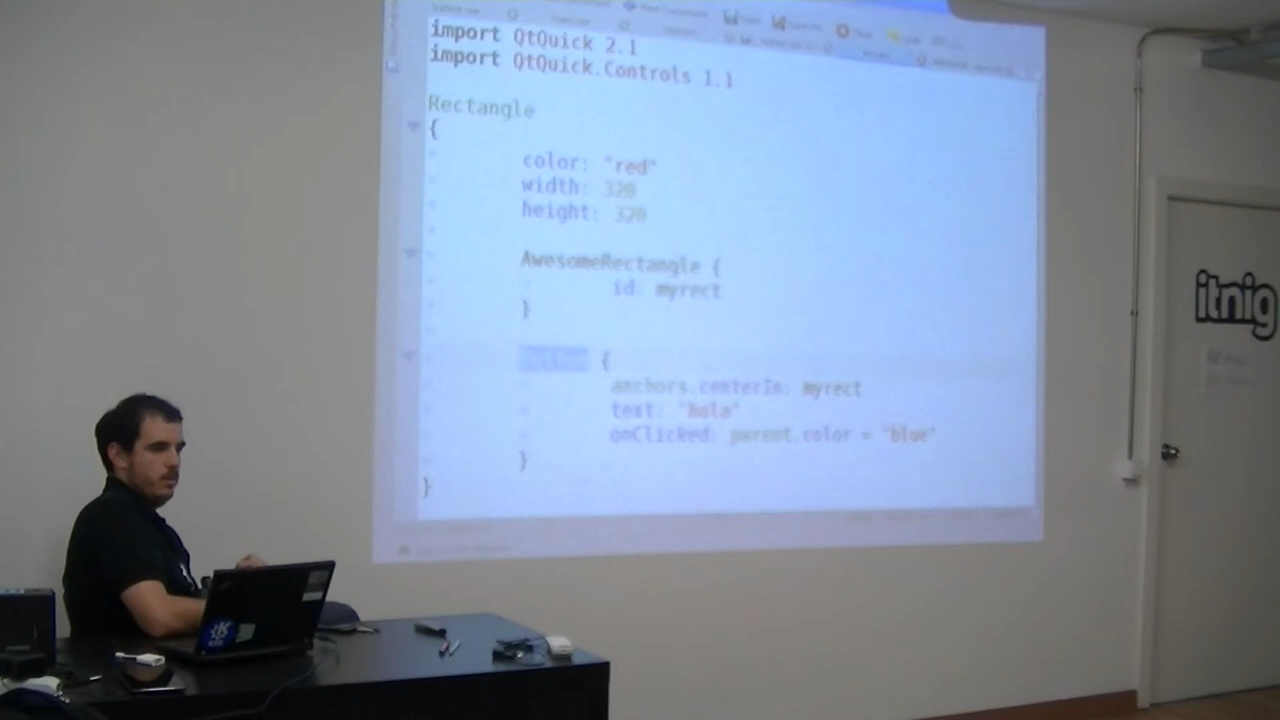 import QtQuick 2.1
import QtQuick.Controls 1.1
Rectangle
{
color: "red"
width: 320
height: 320
AwesomeRectangle {
id: myrect
}
Button {
anchors.centerIn: myrect
text: "hola"
onClicked: parent.color = "blue"
}
}
itnig